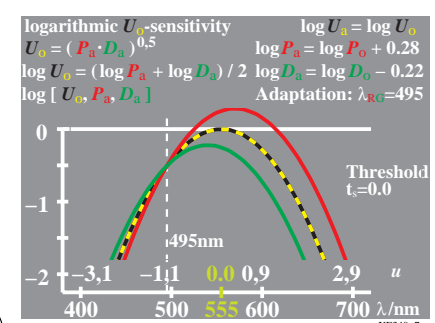 logarithmic Uo-sensitivity log Ua = log Uo
Uo = ( Pa·Da )^0,5 log Pa = log Po + 0.28
log Uo = (log Pa + log Da) / 2 log Da = log Do − 0.22
log [ Uo, Pa, Da ] Adaptation: λRG=495
0
Threshold
ts=0.0
−1
495nm
−2 −3,1 −1,1 0.0 0,9 2,9 u
400 500 555 600 700 λ/nm